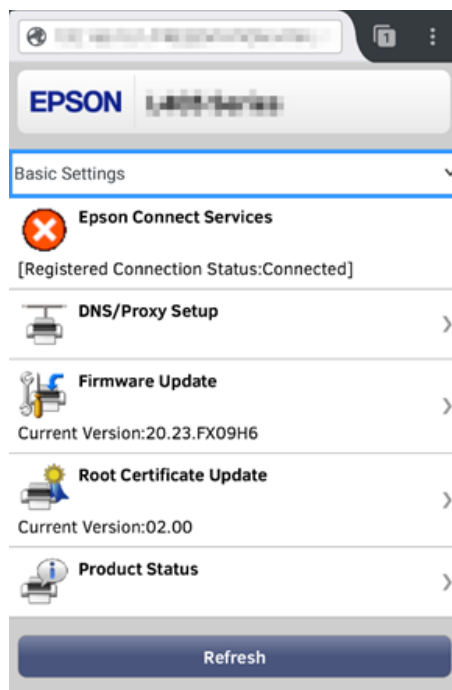 1
EPSON
Basic Settings
Epson Connect Services
[Registered Connection Status:Connected]
DNS/Proxy Setup
Firmware Update
Current Version:20.23.FX09H6
Root Certificate Update
Current Version:02.00
Product Status
Refresh